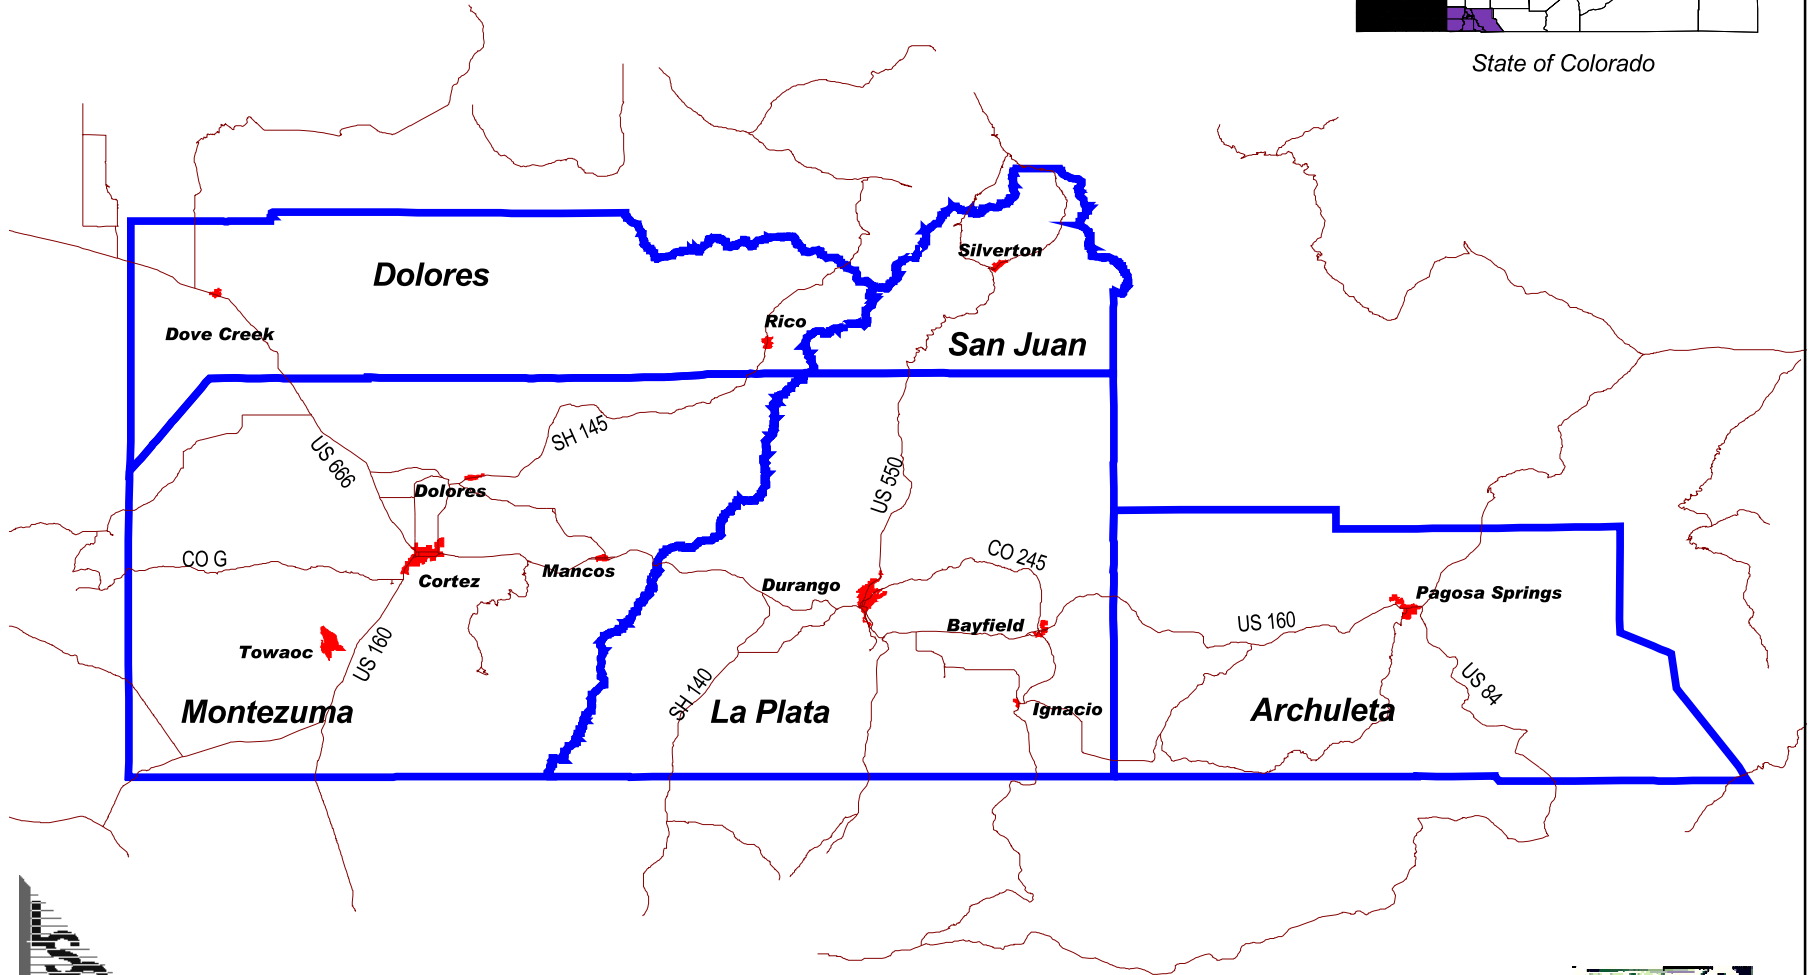 State of Colorado
Silverton
Dolores
Rico
Dove Creek
San Juan
SH 145
US 666
US 550
Dolores
CO G
CO 245
Mancos
Cortez
Durango
Pagosa Springs
US 160
Bayfield
Towaoc
US 160
US 84
SH 140
Ignacio
Montezuma
La Plata
Archuleta